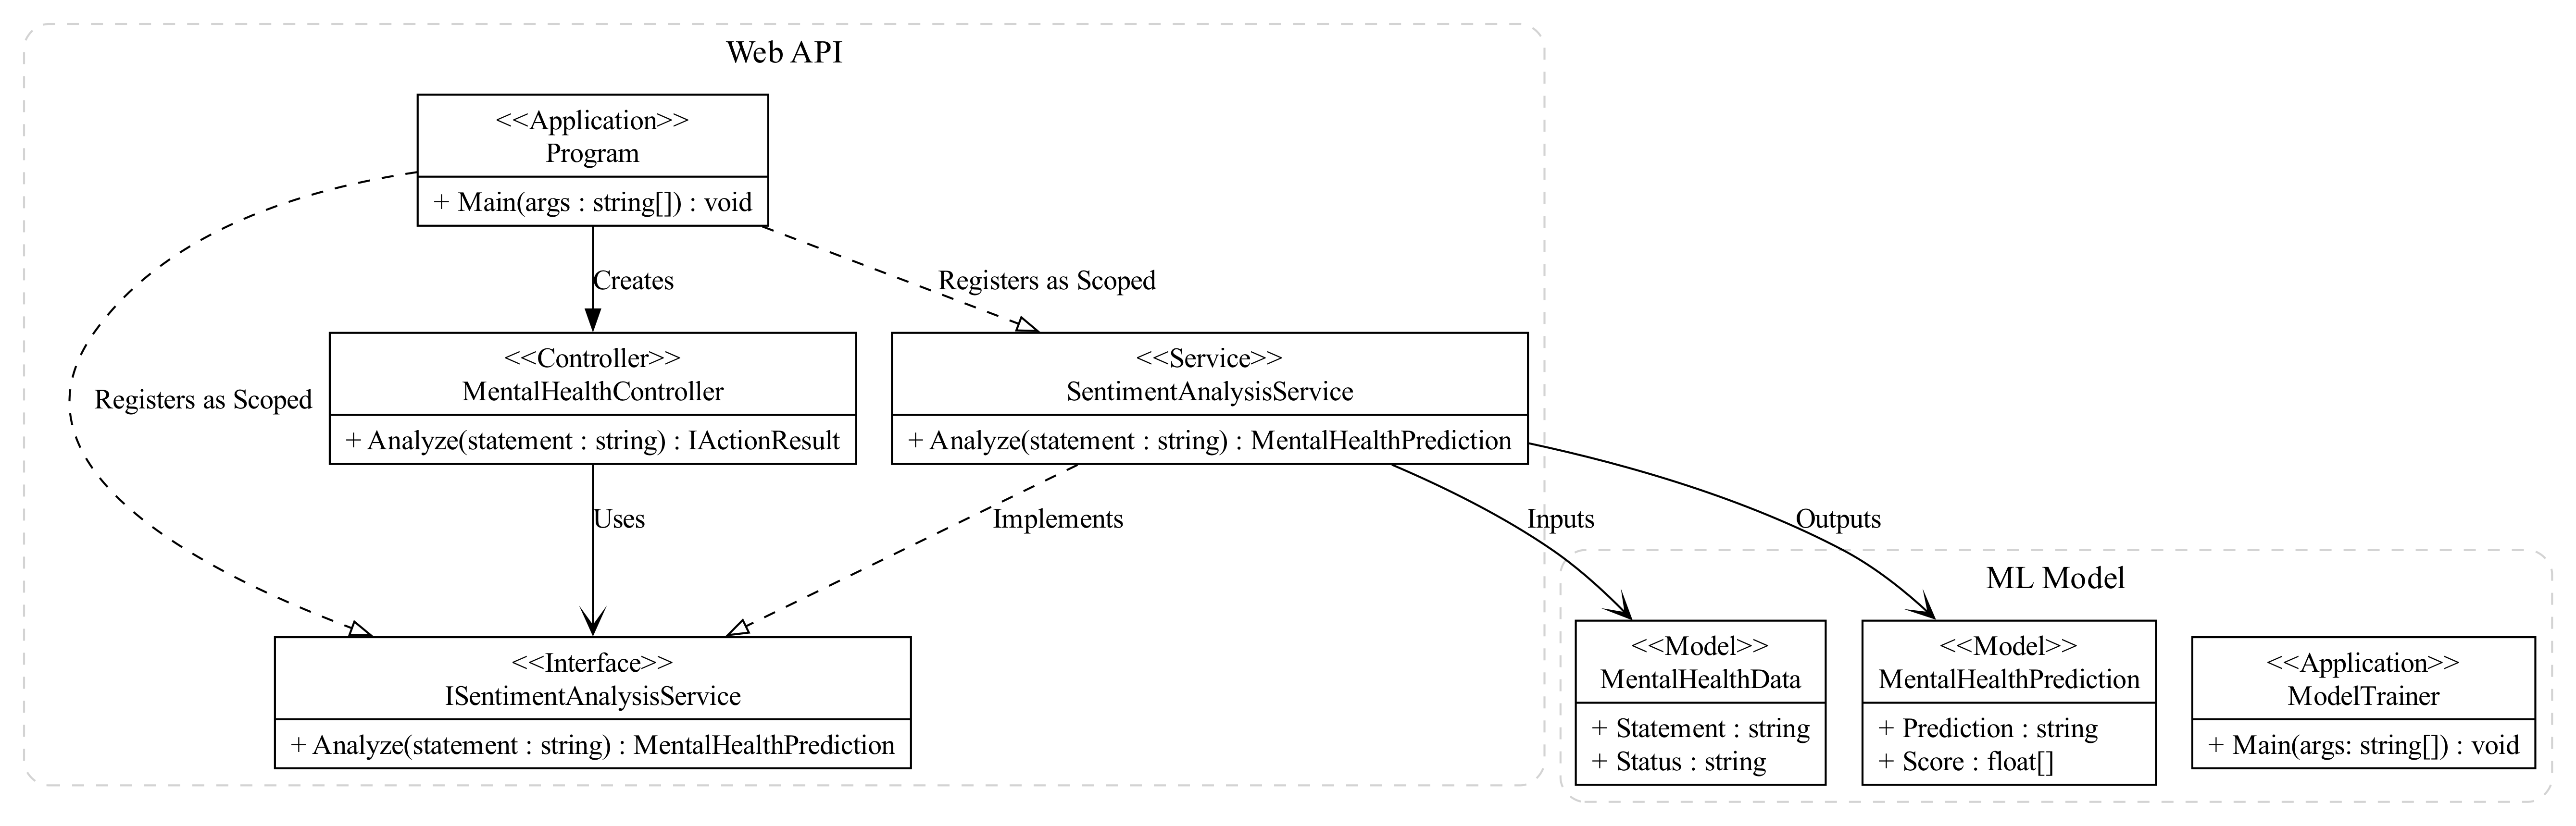 Web API
<<Application>>
Program
+ Main(args : string[]) : void
Creates
Registers as Scoped
<<Controller>>
MentalHealthController
+ Analyze(statement : string) : IActionResult
<<Service>>
SentimentAnalysisService
+ Analyze(statement : string) : MentalHealthPrediction
Registers as Scoped
Uses
Implements
Inputs
Outputs
<<Interface>>
ISentimentAnalysisService
+ Analyze(statement : string) : MentalHealthPrediction
ML Model
<<Model>>
MentalHealthData
+ Statement : string
+ Status : string
<<Model>>
MentalHealthPrediction
+ Prediction : string
+ Score : float[]
<<Application>>
ModelTrainer
+ Main(args: string[]) : void